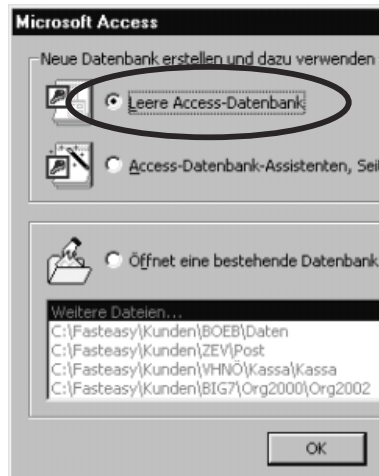 Microsoft Access
Neue Datenbank erstellen und dazu verwenden
Leere Access-Datenbank
Access-Datenbank-Assistenten, Sei
Öffnet eine bestehende Datenbank
Weitere Dateien...
C:\Fasteasy\Kunden\BOEB\Daten
C:\Fasteasy\Kunden\ZEV\Post
C:\Fasteasy\Kunden\VHNÖ\Kassa\Kassa
C:\Fasteasy\Kunden\BIG7\Org2000\Org2002
OK